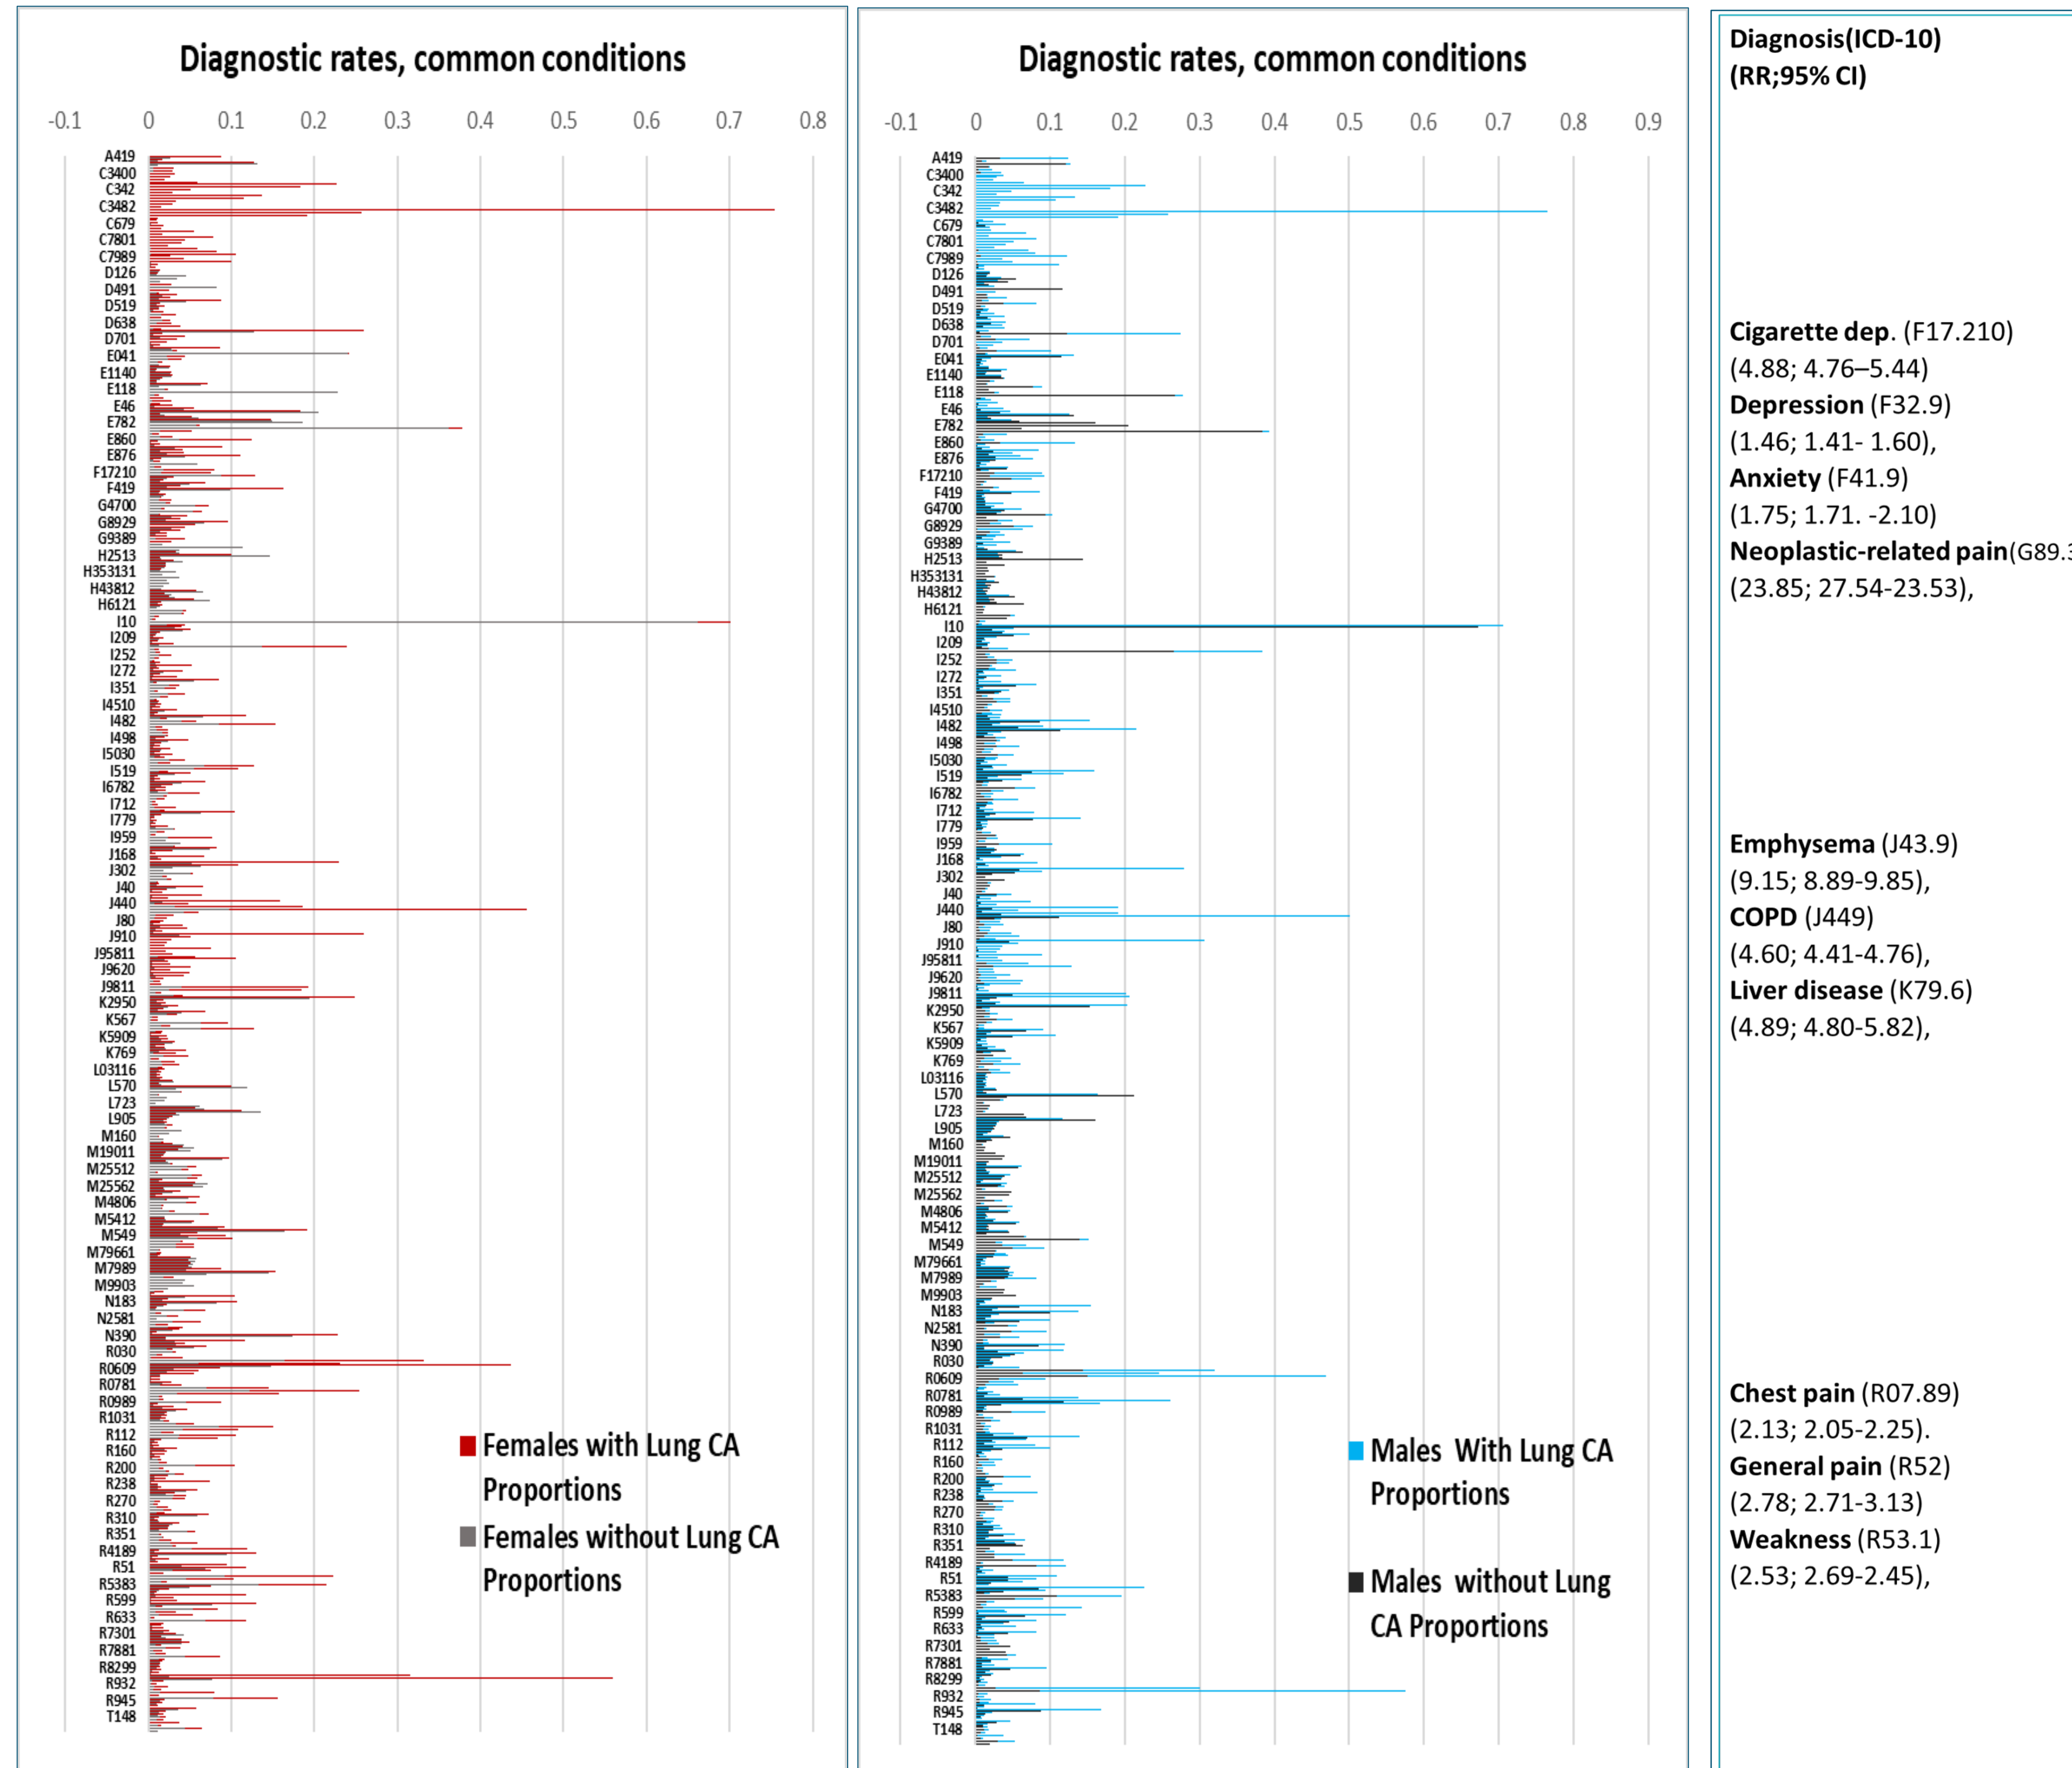 Diagnostic rates, common conditions
-0.1 0 0.1 0.2 0.3 0.4 0.5 0.6 0.7 0.8
A419
C3400
C342
C3482
C679
C7801
C7989
D126
D491
D519
D638
D701
E041
E1140
E118
E46
E782
E860
E876
F17210
F419
G4700
G8929
G9389
H2513
H353131
H43812
H6121
I10
I209
I252
I272
I351
I4510
I482
I498
I5030
I519
I6782
I712
I779
I959
J168
J302
J40
J440
J80
J910
J95811
J9620
J9811
K2950
K567
K5909
K769
L03116
L570
L723
L905
M160
M19011
M25512
M25562
M4806
M5412
M549
M79661
M7989
M9903
N183
N2581
N390
R030
R0609
R0781
R0989
R1031
R112
R160
R200
R238
R270
R310
R351
R4189
R51
R5383
R599
R633
R7301
R7881
R8299
R932
R945
T148
Females with Lung CA
Proportions
Females without Lung CA
Proportions
Diagnostic rates, common conditions
-0.1 0 0.1 0.2 0.3 0.4 0.5 0.6 0.7 0.8 0.9
A419
C3400
C342
C3482
C679
C7801
C7989
D126
D491
D519
D638
D701
E041
E1140
E118
E46
E782
E860
E876
F17210
F419
G4700
G8929
G9389
H2513
H353131
H43812
H6121
I10
I209
I252
I272
I351
I4510
I482
I498
I5030
I519
I6782
I712
I779
I959
J168
J302
J40
J440
J80
J910
J95811
J9620
J9811
K2950
K567
K5909
K769
L03116
L570
L723
L905
M160
M19011
M25512
M25562
M4806
M5412
M549
M79661
M7989
M9903
N183
N2581
N390
R030
R0609
R0781
R0989
R1031
R112
R160
R200
R238
R270
R310
R351
R4189
R51
R5383
R599
R633
R7301
R7881
R8299
R932
R945
T148
Males With Lung CA
Proportions
Males without Lung
CA Proportions
Diagnosis(ICD-10)
(RR;95% CI)
Cigarette dep. (F17.210)
(4.88; 4.76–5.44)
Depression (F32.9)
(1.46; 1.41- 1.60),
Anxiety (F41.9)
(1.75; 1.71. -2.10)
Neoplastic-related pain(G89.3
(23.85; 27.54-23.53),
Emphysema (J43.9)
(9.15; 8.89-9.85),
COPD (J449)
(4.60; 4.41-4.76),
Liver disease (K79.6)
(4.89; 4.80-5.82),
Chest pain (R07.89)
(2.13; 2.05-2.25).
General pain (R52)
(2.78; 2.71-3.13)
Weakness (R53.1)
(2.53; 2.69-2.45),